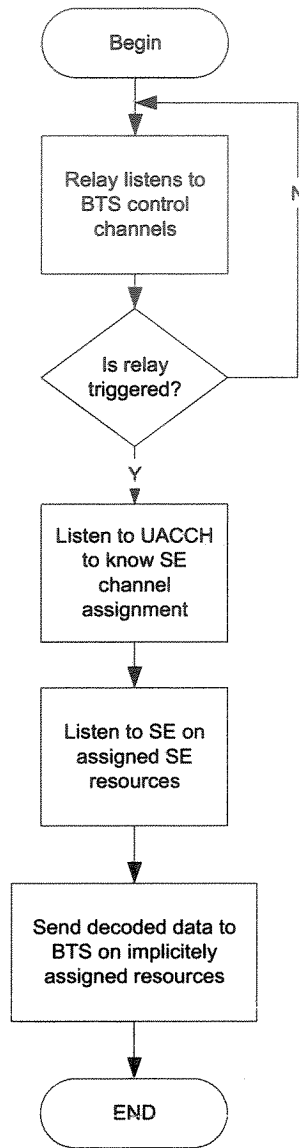 Begin
Relay listens to
BTS control
channels
N
Is relay
triggered?
Y
Listen to UACCH
to know SE
channel
assignment
Listen to SE on
assigned SE
resources
Send decoded data to
BTS on implicitely
assigned resources
END